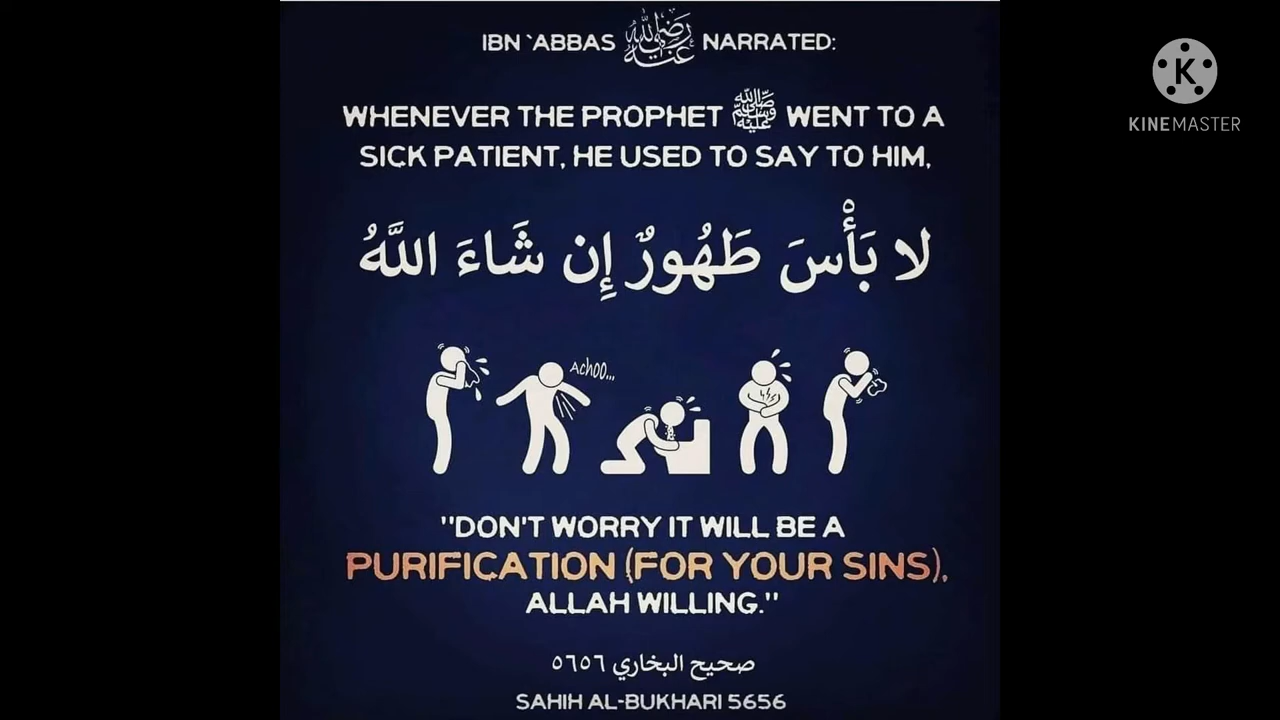 IBN `ABBAS رضي الله عنه NARRATED:
WHENEVER THE PROPHET ﷺ WENT TO A
SICK PATIENT, HE USED TO SAY TO HIM,
لا بَأْسَ طَهُورٌ إِن شَاءَ اللَّهُ
Achoo...
"DON'T WORRY IT WILL BE A
PURIFICATION (FOR YOUR SINS),
ALLAH WILLING."
صحيح البخاري ٥٦٥٦
SAHIH AL-BUKHARI 5656
K
KINEMASTER